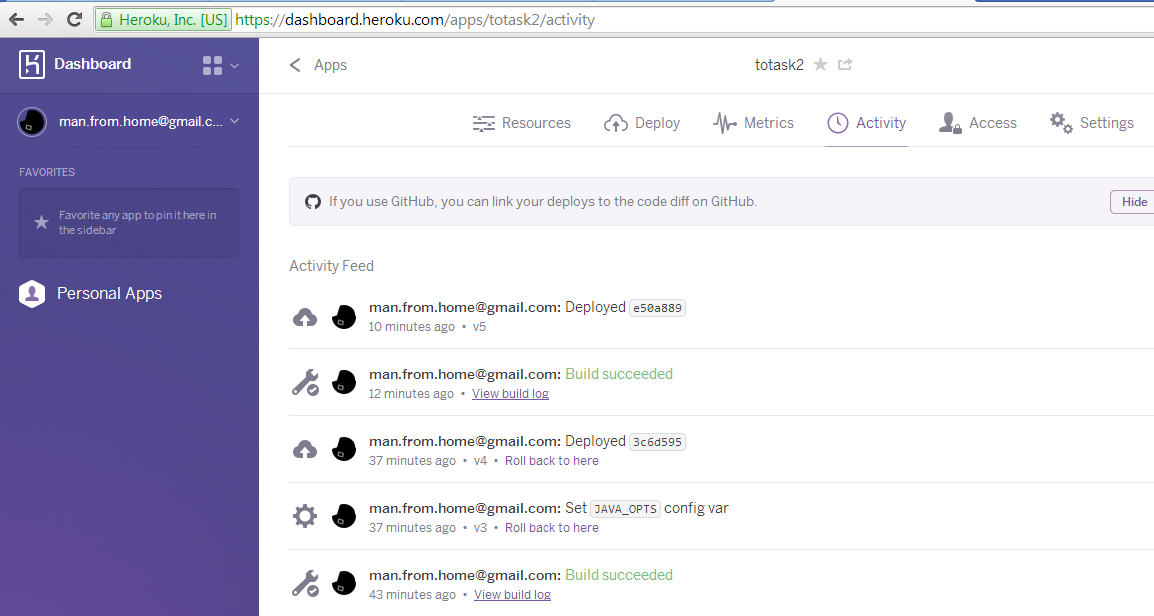 Heroku, Inc. [US] https://dashboard.heroku.com/apps/totask2/activity
Dashboard
Apps
totask2
man.from.home@gmail.c...
Resources
Deploy
Metrics
Activity
Access
Settings
FAVORITES
Favorite any app to pin it here in
the sidebar
Personal Apps
If you use GitHub, you can link your deploys to the code diff on GitHub.
Hide
Activity Feed
man.from.home@gmail.com: Deployed e50a889
10 minutes ago • v5
man.from.home@gmail.com: Build succeeded
12 minutes ago • View build log
man.from.home@gmail.com: Deployed 3c6d595
37 minutes ago • v4 • Roll back to here
man.from.home@gmail.com: Set JAVA_OPTS config var
37 minutes ago • v3 • Roll back to here
man.from.home@gmail.com: Build succeeded
43 minutes ago • View build log